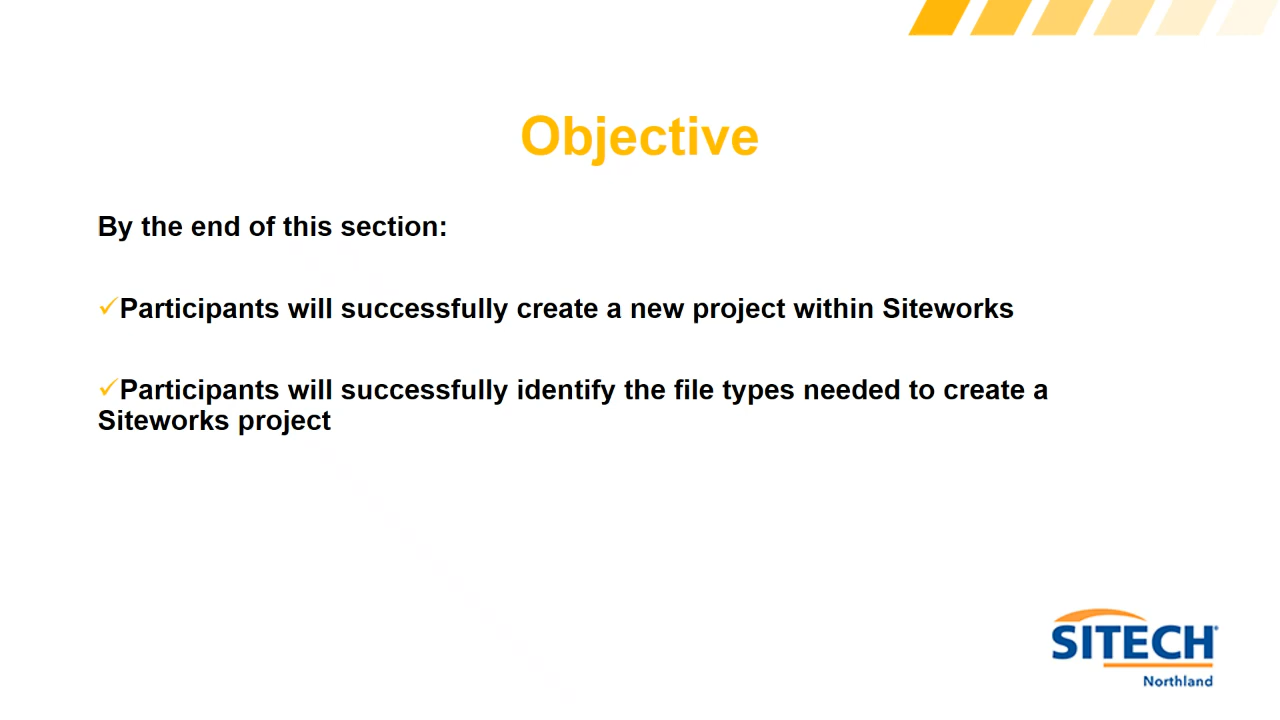 Objective
By the end of this section:
✓Participants will successfully create a new project within Siteworks
✓Participants will successfully identify the file types needed to create a
Siteworks project
SITECH®
Northland